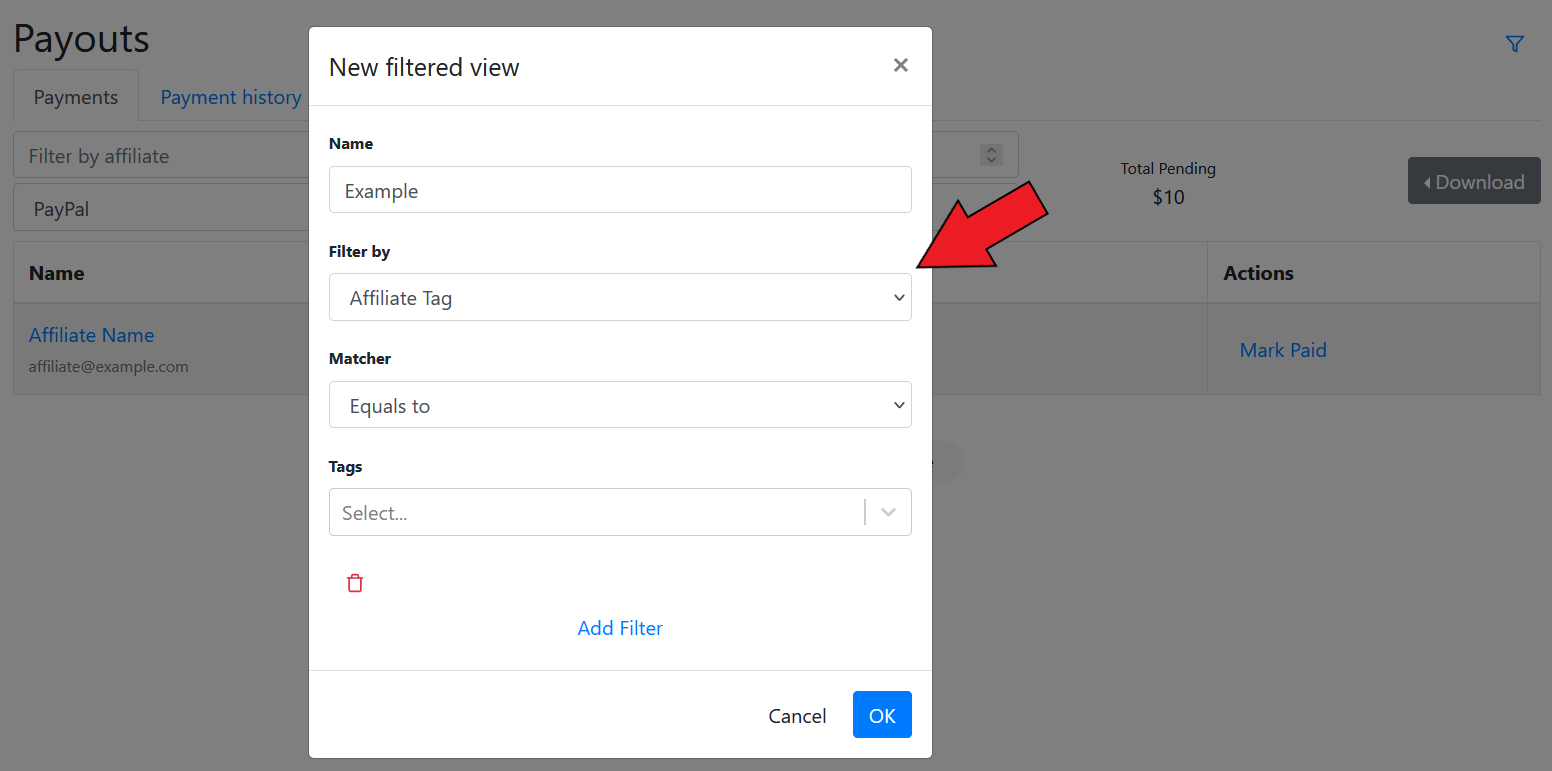 Payouts
Payments
Payment history
Filter by affiliate
PayPal
Total Pending
$10
Download
Name
Actions
Affiliate Name
affiliate@example.com
Mark Paid
New filtered view
Name
Example
Filter by
Affiliate Tag
Matcher
Equals to
Tags
Select...
Add Filter
Cancel
OK